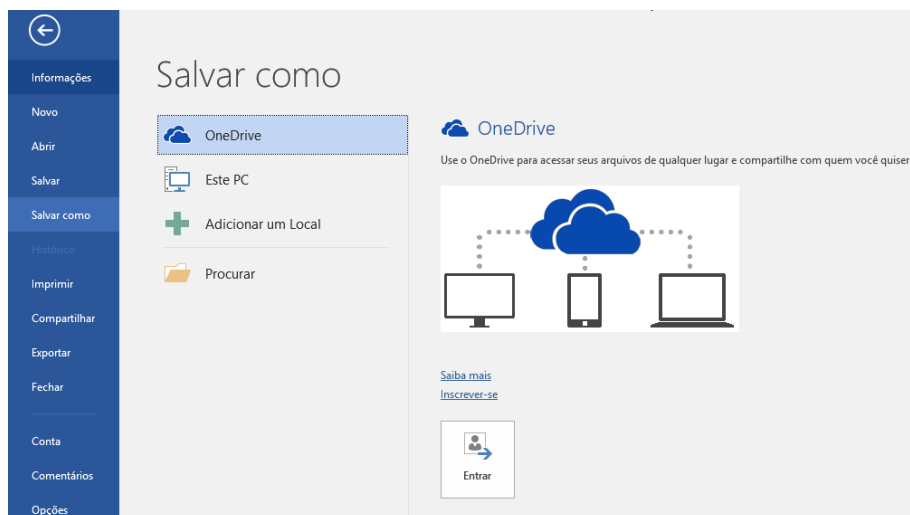 Informações
Novo
Abrir
Salvar
Salvar como
Histórico
Imprimir
Compartilhar
Exportar
Fechar
Conta
Comentários
Opções
Salvar como
OneDrive
Este PC
Adicionar um Local
Procurar
OneDrive
Use o OneDrive para acessar seus arquivos de qualquer lugar e compartilhe com quem você quiser
Saiba mais
Inscrever-se
Entrar